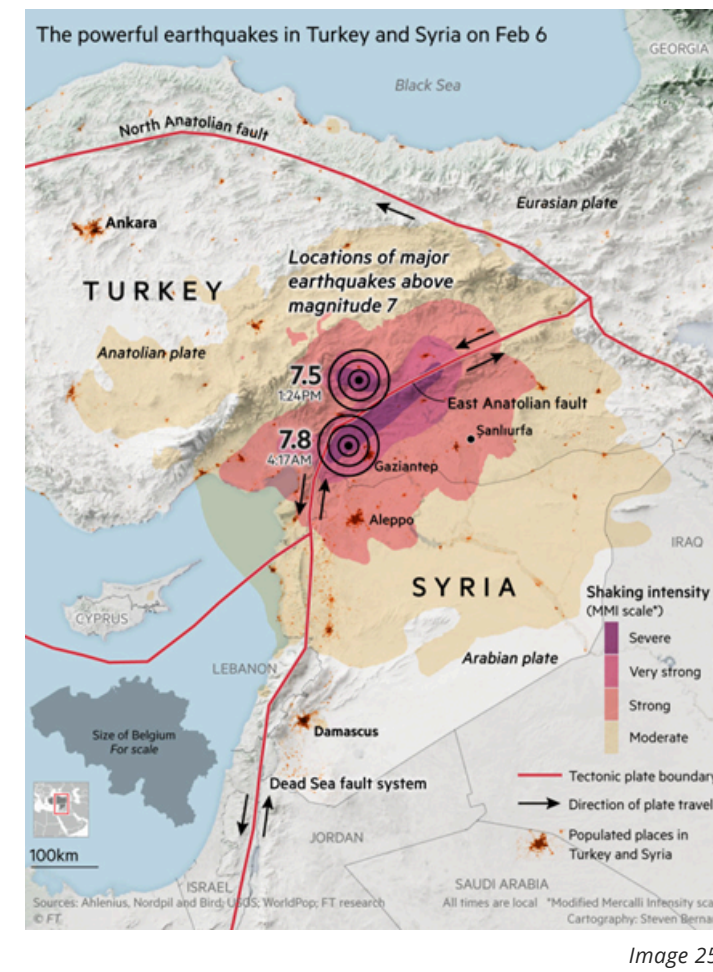 The powerful earthquakes in Turkey and Syria on Feb 6
GEORGIA
Black Sea
North Anatolian fault
Eurasian plate
Ankara
Locations of major
earthquakes above
magnitude 7
TURKEY
Anatolian plate
7.5
1:24PM
East Anatolian fault
7.8
4:17AM
Şanlıurfa
Gaziantep
Aleppo
IRAQ
SYRIA
CYPRUS
Shaking intensity
(MMI scale*)
Severe
Very strong
Strong
Moderate
Arabian plate
LEBANON
Size of Belgium
For scale
Damascus
Tectonic plate boundary
Dead Sea fault system
Direction of plate travel
Populated places in
Turkey and Syria
100km
JORDAN
ISRAEL
SAUDI ARABIA
Sources: Ahlenius, Nordpil and Bird; USGS; WorldPop; FT research
All times are local *Modified Mercalli Intensity sca
© FT
Cartography: Steven Berna
Image 25